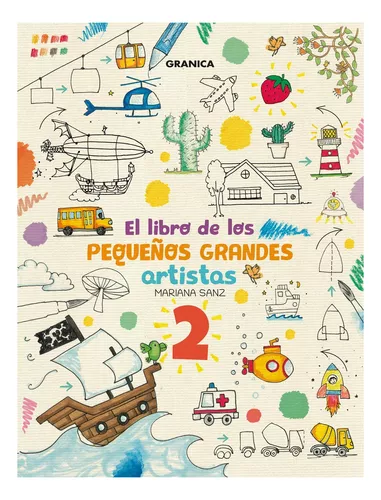 GRANICA
El libro de los
PEQUEÑOS GRANDES
artistas
MARIANA SANZ
2